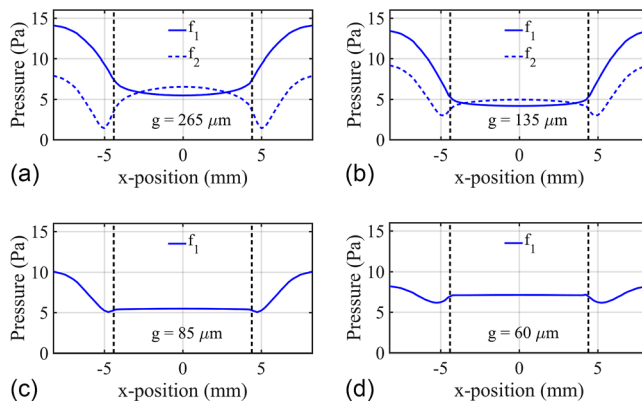 15
10
5
0
Pressure (Pa)
f1
f2
g = 265 μm
-5 0 5
x-position (mm)
(a)
15
10
5
0
Pressure (Pa)
f1
f2
g = 135 μm
-5 0 5
x-position (mm)
(b)
15
10
5
0
Pressure (Pa)
f1
g = 85 μm
-5 0 5
x-position (mm)
(c)
15
10
5
0
Pressure (Pa)
f1
g = 60 μm
-5 0 5
x-position (mm)
(d)